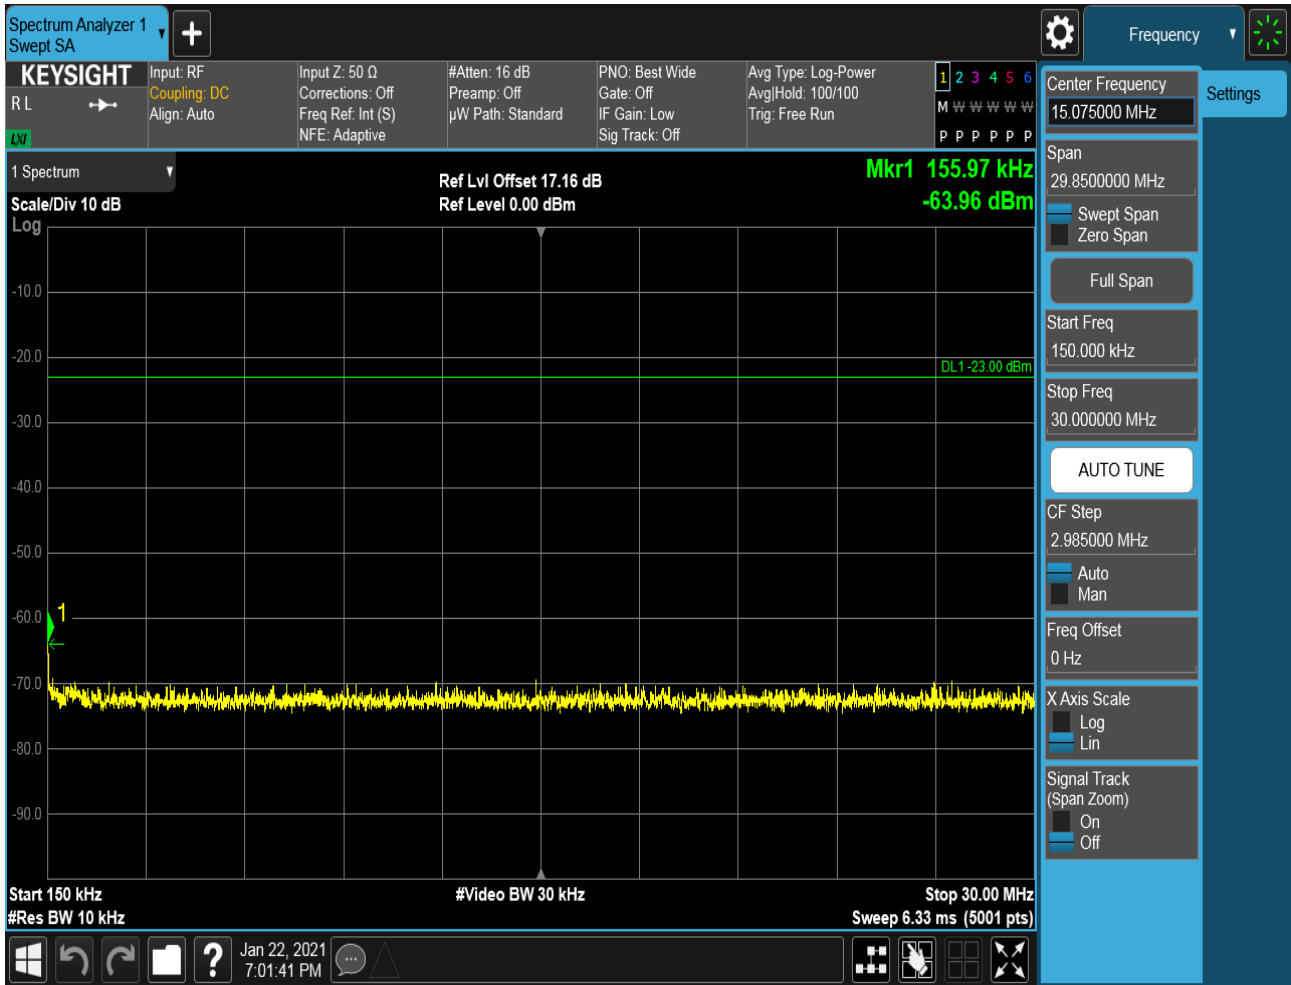 Spectrum Analyzer 1
Swept SA
Frequency
KEYSIGHT
R L
LXI
Input: RF
Coupling: DC
Align: Auto
Input Z: 50 Ω
Corrections: Off
Freq Ref: Int (S)
NFE: Adaptive
#Atten: 16 dB
Preamp: Off
µW Path: Standard
PNO: Best Wide
Gate: Off
IF Gain: Low
Sig Track: Off
Avg Type: Log-Power
Avg|Hold: 100/100
Trig: Free Run
1 2 3 4 5 6
M W W W W W
P P P P P P
Center Frequency
15.075000 MHz
Settings
1 Spectrum
Scale/Div 10 dB
Log
Ref Lvl Offset 17.16 dB
Ref Level 0.00 dBm
Mkr1 155.97 kHz
-63.96 dBm
Span
29.8500000 MHz
Swept Span
Zero Span
Full Span
Start Freq
150.000 kHz
Stop Freq
30.000000 MHz
AUTO TUNE
CF Step
2.985000 MHz
Auto
Man
Freq Offset
0 Hz
X Axis Scale
Log
Lin
Signal Track
(Span Zoom)
On
Off
-10.0
-20.0
DL1 -23.00 dBm
-30.0
-40.0
-50.0
-60.0
1
-70.0
-80.0
-90.0
Start 150 kHz
#Video BW 30 kHz
Stop 30.00 MHz
#Res BW 10 kHz
Sweep 6.33 ms (5001 pts)
?
Jan 22, 2021
7:01:41 PM